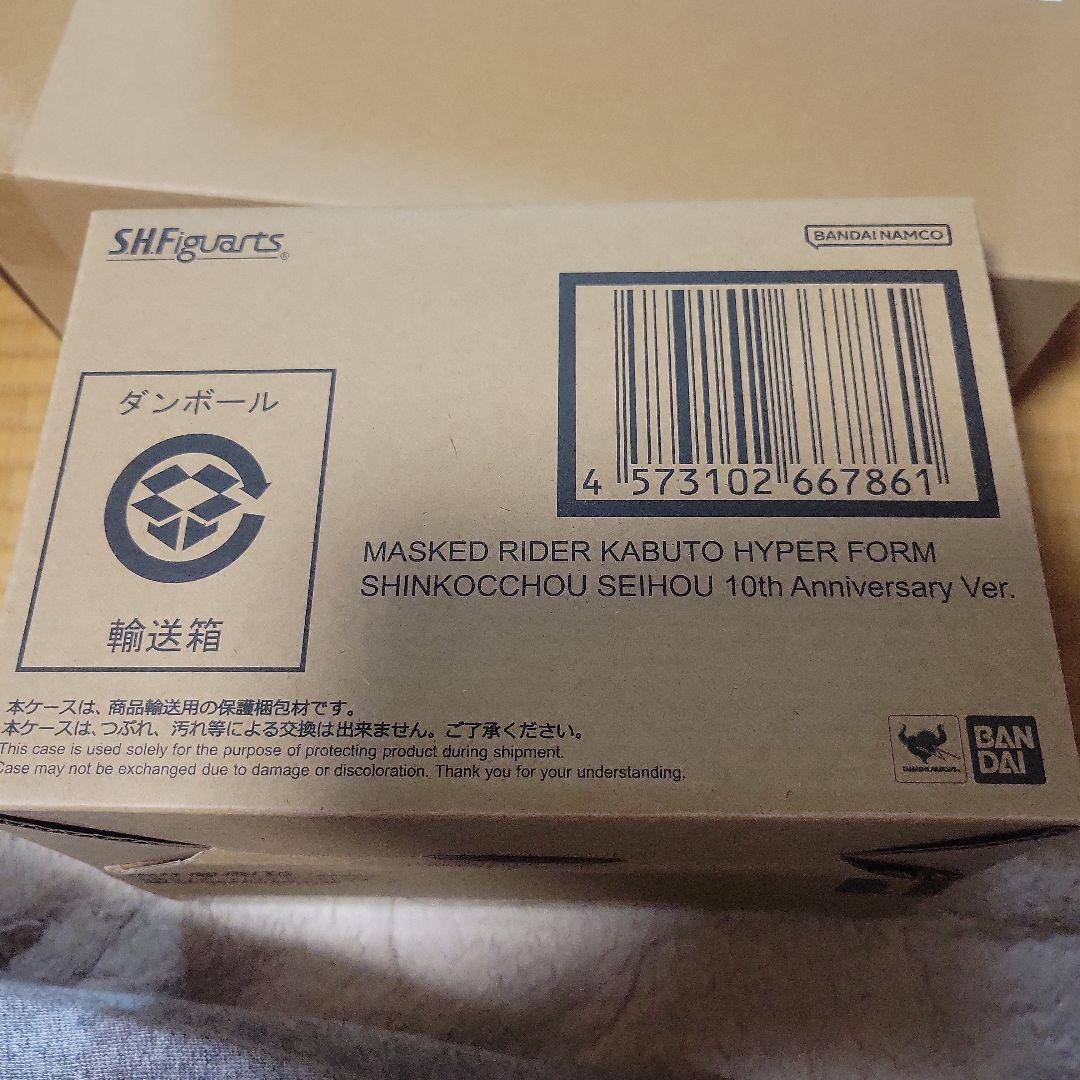 S.H.Figuarts®
BANDAI NAMCO
ダンボール
輸送箱
4 573102 667861
MASKED RIDER KABUTO HYPER FORM
SHINKOCCHOU SEIHOU 10th Anniversary Ver.
本ケースは、商品輸送用の保護梱包材です。
本ケースは、つぶれ、汚れ等による交換は出来ません。ご了承ください。
This case is used solely for the purpose of protecting product during shipment.
Case may not be exchanged due to damage or discoloration. Thank you for your understanding.
BAN
DAI